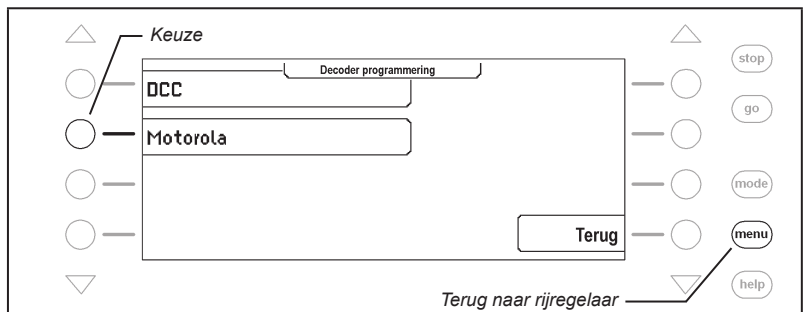 Keuze
stop
Decoder programmering
DCC
go
Motorola
mode
Terug
menu
help
Terug naar rijregelaar